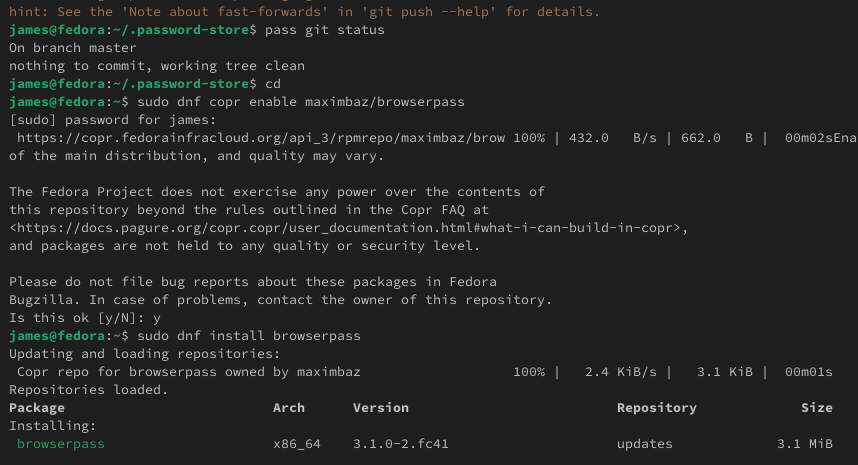 hint: See the 'Note about fast-forwards' in 'git push --help' for details.
james@fedora:~/.password-store$ pass git status
On branch master
nothing to commit, working tree clean
james@fedora:~/.password-store$ cd
james@fedora:~$ sudo dnf copr enable maximbaz/browserpass
[sudo] password for james:
https://copr.fedorainfracloud.org/api_3/rpmrepo/maximbaz/brow 100% | 432.0   B/s | 662.0   B |  00m02sEna
of the main distribution, and quality may vary.
The Fedora Project does not exercise any power over the contents of
this repository beyond the rules outlined in the Copr FAQ at
<https://docs.pagure.org/copr.copr/user_documentation.html#what-i-can-build-in-copr>,
and packages are not held to any quality or security level.
Please do not file bug reports about these packages in Fedora
Bugzilla. In case of problems, contact the owner of this repository.
Is this ok [y/N]: y
james@fedora:~$ sudo dnf install browserpass
Updating and loading repositories:
Copr repo for browserpass owned by maximbaz                   100% |   2.4 KiB/s |   3.1 KiB |  00m01s
Repositories loaded.
Package                          Arch      Version                          Repository             Size
Installing:
browserpass                     x86_64    3.1.0-2.fc41                     updates             3.1 MiB